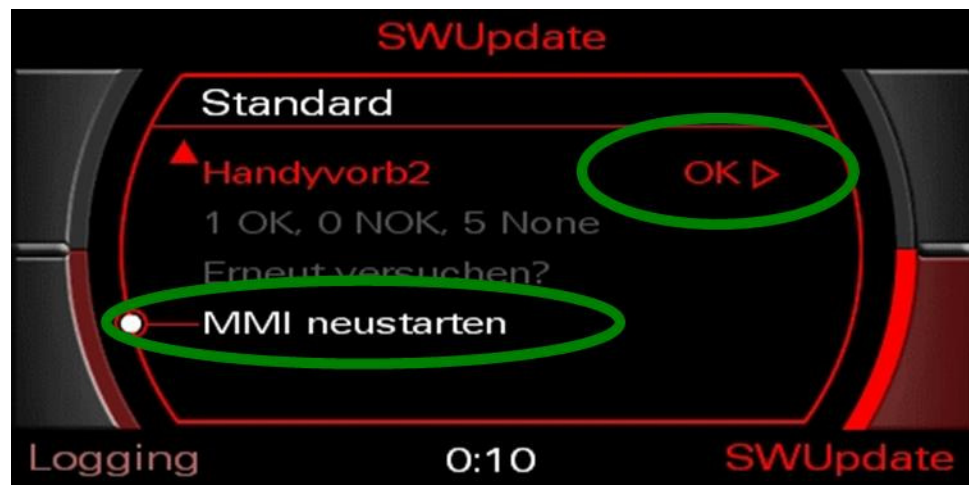 SWUpdate
Standard
Handyvorb2 OK
1 OK, 0 NOK, 5 None
Erneut versuchen?
MMI neustarten
Logging 0:10 SWUpdate